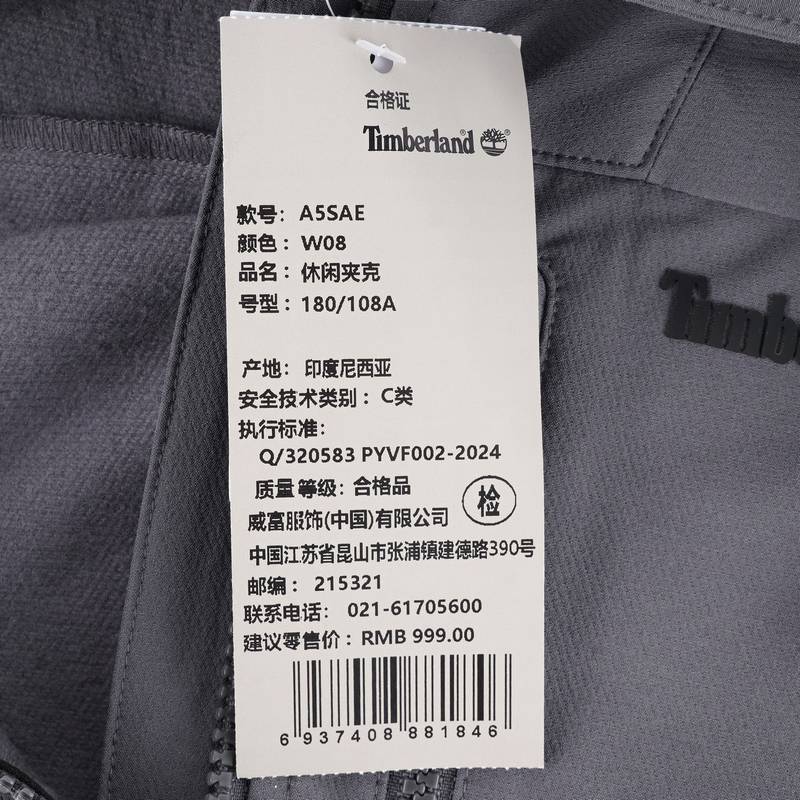 合格证
Timberland
款号: A5SAE
颜色: W08
品名: 休闲夹克
号型: 180/108A
产地: 印度尼西亚
安全技术类别: C类
执行标准:
Q/320583 PYVF002-2024
质量等级: 合格品
检
威富服饰(中国)有限公司
中国江苏省昆山市张浦镇建德路390号
邮编: 215321
联系电话: 021-61705600
建议零售价: RMB 999.00
6 937408 881846
Timb